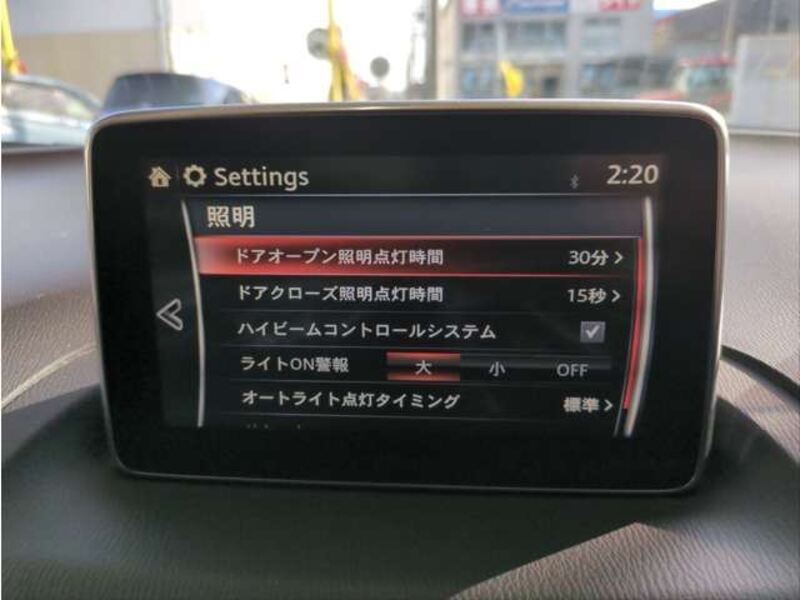 Settings 2:20
照明
ドアオープン照明点灯時間 30分 >
ドアクローズ照明点灯時間 15秒 >
ハイビームコントロールシステム
ライトON警報 大 小 OFF
オートライト点灯タイミング 標準 >